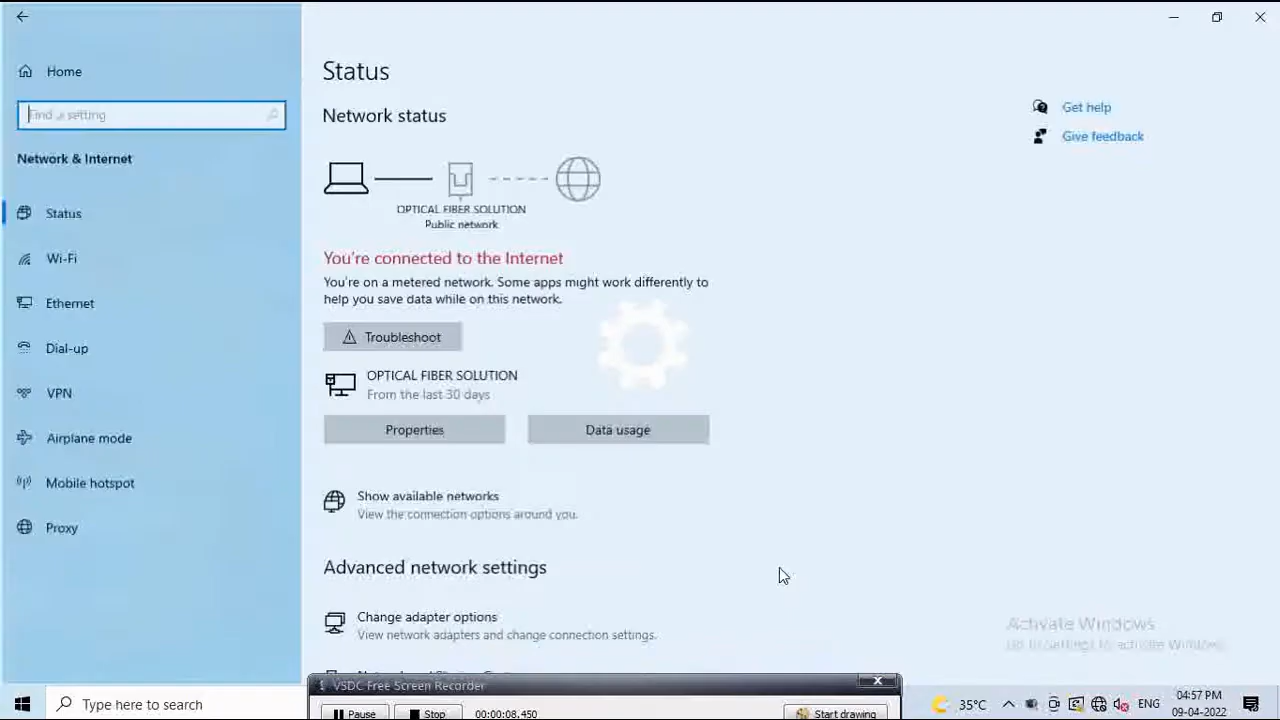 Home
Find a setting
Network & Internet
Status
Wi-Fi
Ethernet
Dial-up
VPN
Airplane mode
Mobile hotspot
Proxy
Status
Network status
OPTICAL FIBER SOLUTION
Public network
You're connected to the Internet
You're on a metered network. Some apps might work differently to
help you save data while on this network.
Troubleshoot
OPTICAL FIBER SOLUTION
From the last 30 days
Properties
Data usage
Show available networks
View the connection options around you.
Advanced network settings
Change adapter options
View network adapters and change connection settings.
Get help
Give feedback
Activate Windows
Go to Settings to activate Windows.
VSDC Free Screen Recorder
Pause
Stop
00:00:08.450
Start drawing
Type here to search
35°C
ENG
04:57 PM
09-04-2022